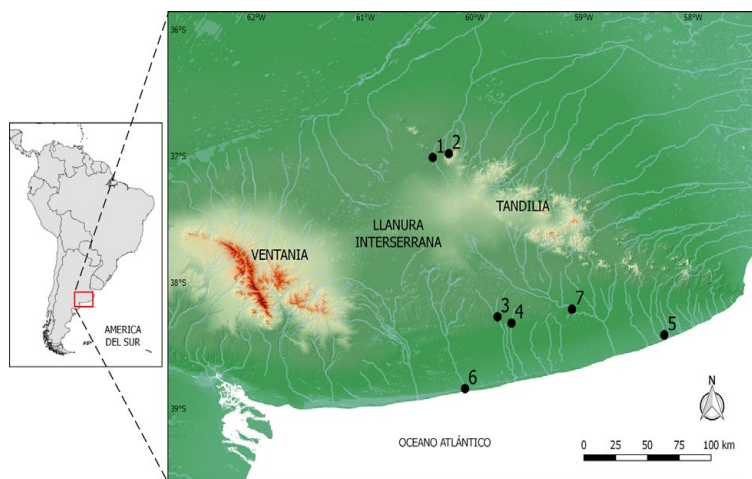 62°W
60°W
59°W
58°W
36°S
1
2
37°S
TANDILIA
LLANURA
INTERSERRANA
VENTANIA
38°S
3
4
7
5
6
39°S
AMERICA
DEL SUR
N
OCEANO ATLÁNTICO
0 25 50 75 100 km